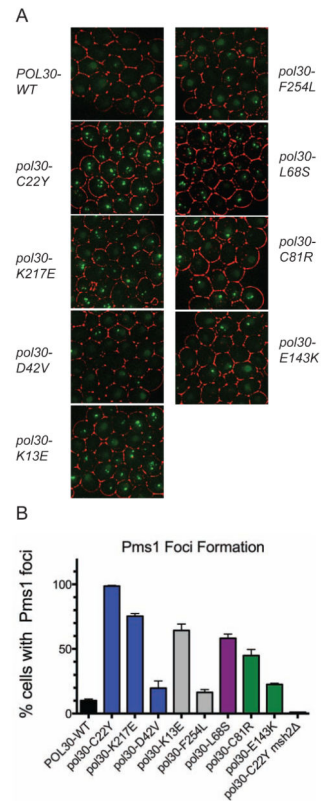 A
POL30-
WT
pol30-
C22Y
pol30-
K217E
pol30-
D42V
pol30-
K13E
pol30-
F254L
pol30-
L68S
pol30-
C81R
pol30-
E143K
B
Pms1 Foci Formation
% cells with Pms1 foci
100
50
0
POL30-WT
pol30-C22Y
pol30-K217E
pol30-D42V
pol30-K13E
pol30-F254L
pol30-L68S
pol30-C81R
pol30-E143K
pol30-C22Y msh2Δ